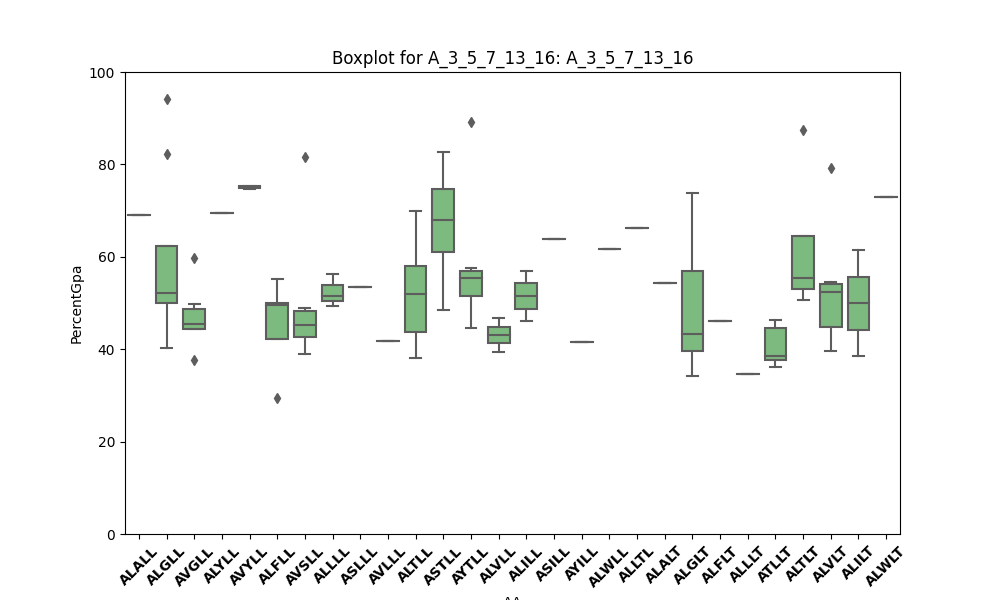 Boxplot for A_3_5_7_13_16: A_3_5_7_13_16
100
80
60
40
20
0
PercentGpa
ALALL
ALGLL
AVGLL
ALYLL
AVYLL
ALFLL
AVSLL
ALLLL
ASLLL
AVLLL
ALTLL
ASTLL
AYTLL
ALVLL
ALILL
ASILL
AYILL
ALWLL
ALLTL
ALALT
ALGLT
ALFLT
ALLLT
ATLLT
ALTLT
ALVLT
ALILT
ALWLT